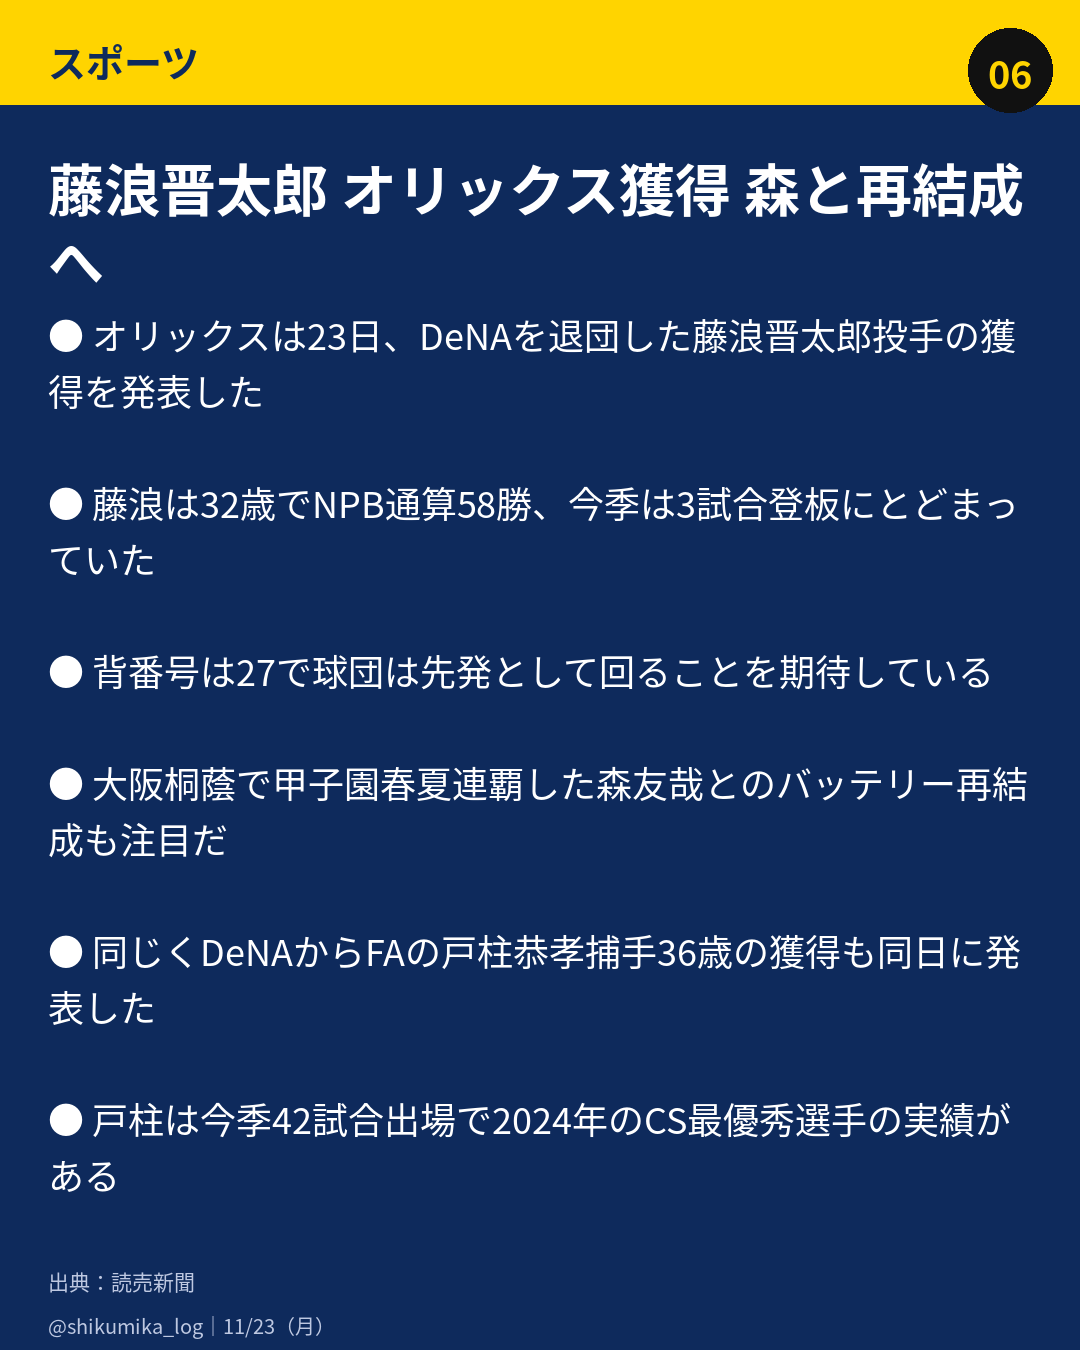 スポーツ
06
藤浪晋太郎 オリックス獲得 森と再結成
へ
● オリックスは23日、DeNAを退団した藤浪晋太郎投手の獲
得を発表した
● 藤浪は32歳でNPB通算58勝、今季は3試合登板にとどまっ
ていた
● 背番号は27で球団は先発として回ることを期待している
● 大阪桐蔭で甲子園春夏連覇した森友哉とのバッテリー再結
成も注目だ
● 同じくDeNAからFAの戸柱恭孝捕手36歳の獲得も同日に発
表した
● 戸柱は今季42試合出場で2024年のCS最優秀選手の実績が
ある
出典：読売新聞
@shikumika_log｜11/23（月）